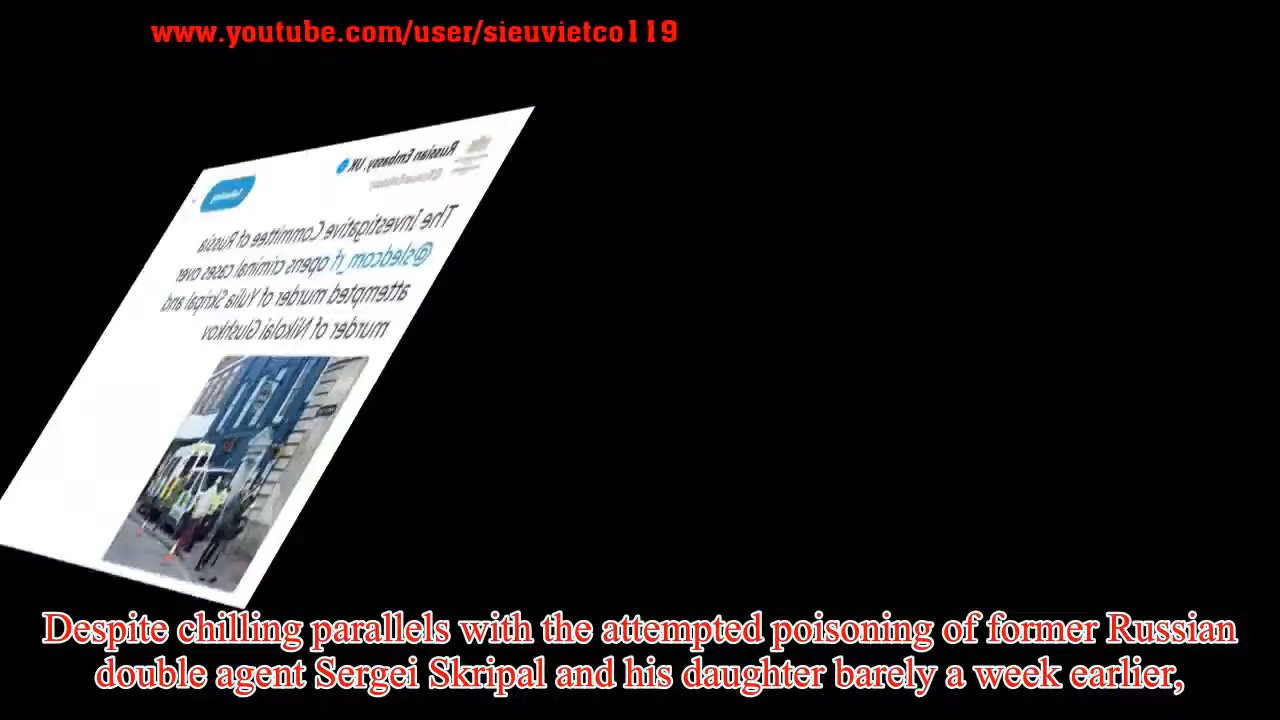 www.youtube.com/user/sieuvietco119
Russian Embassy, UK
The Investigative Committee of Russia
@sledcom_rf opens criminal cases over
attempted murder of Yulia Skripal and
murder of Nikolai Glushkov
Despite chilling parallels with the attempted poisoning of former Russian
double agent Sergei Skripal and his daughter barely a week earlier,